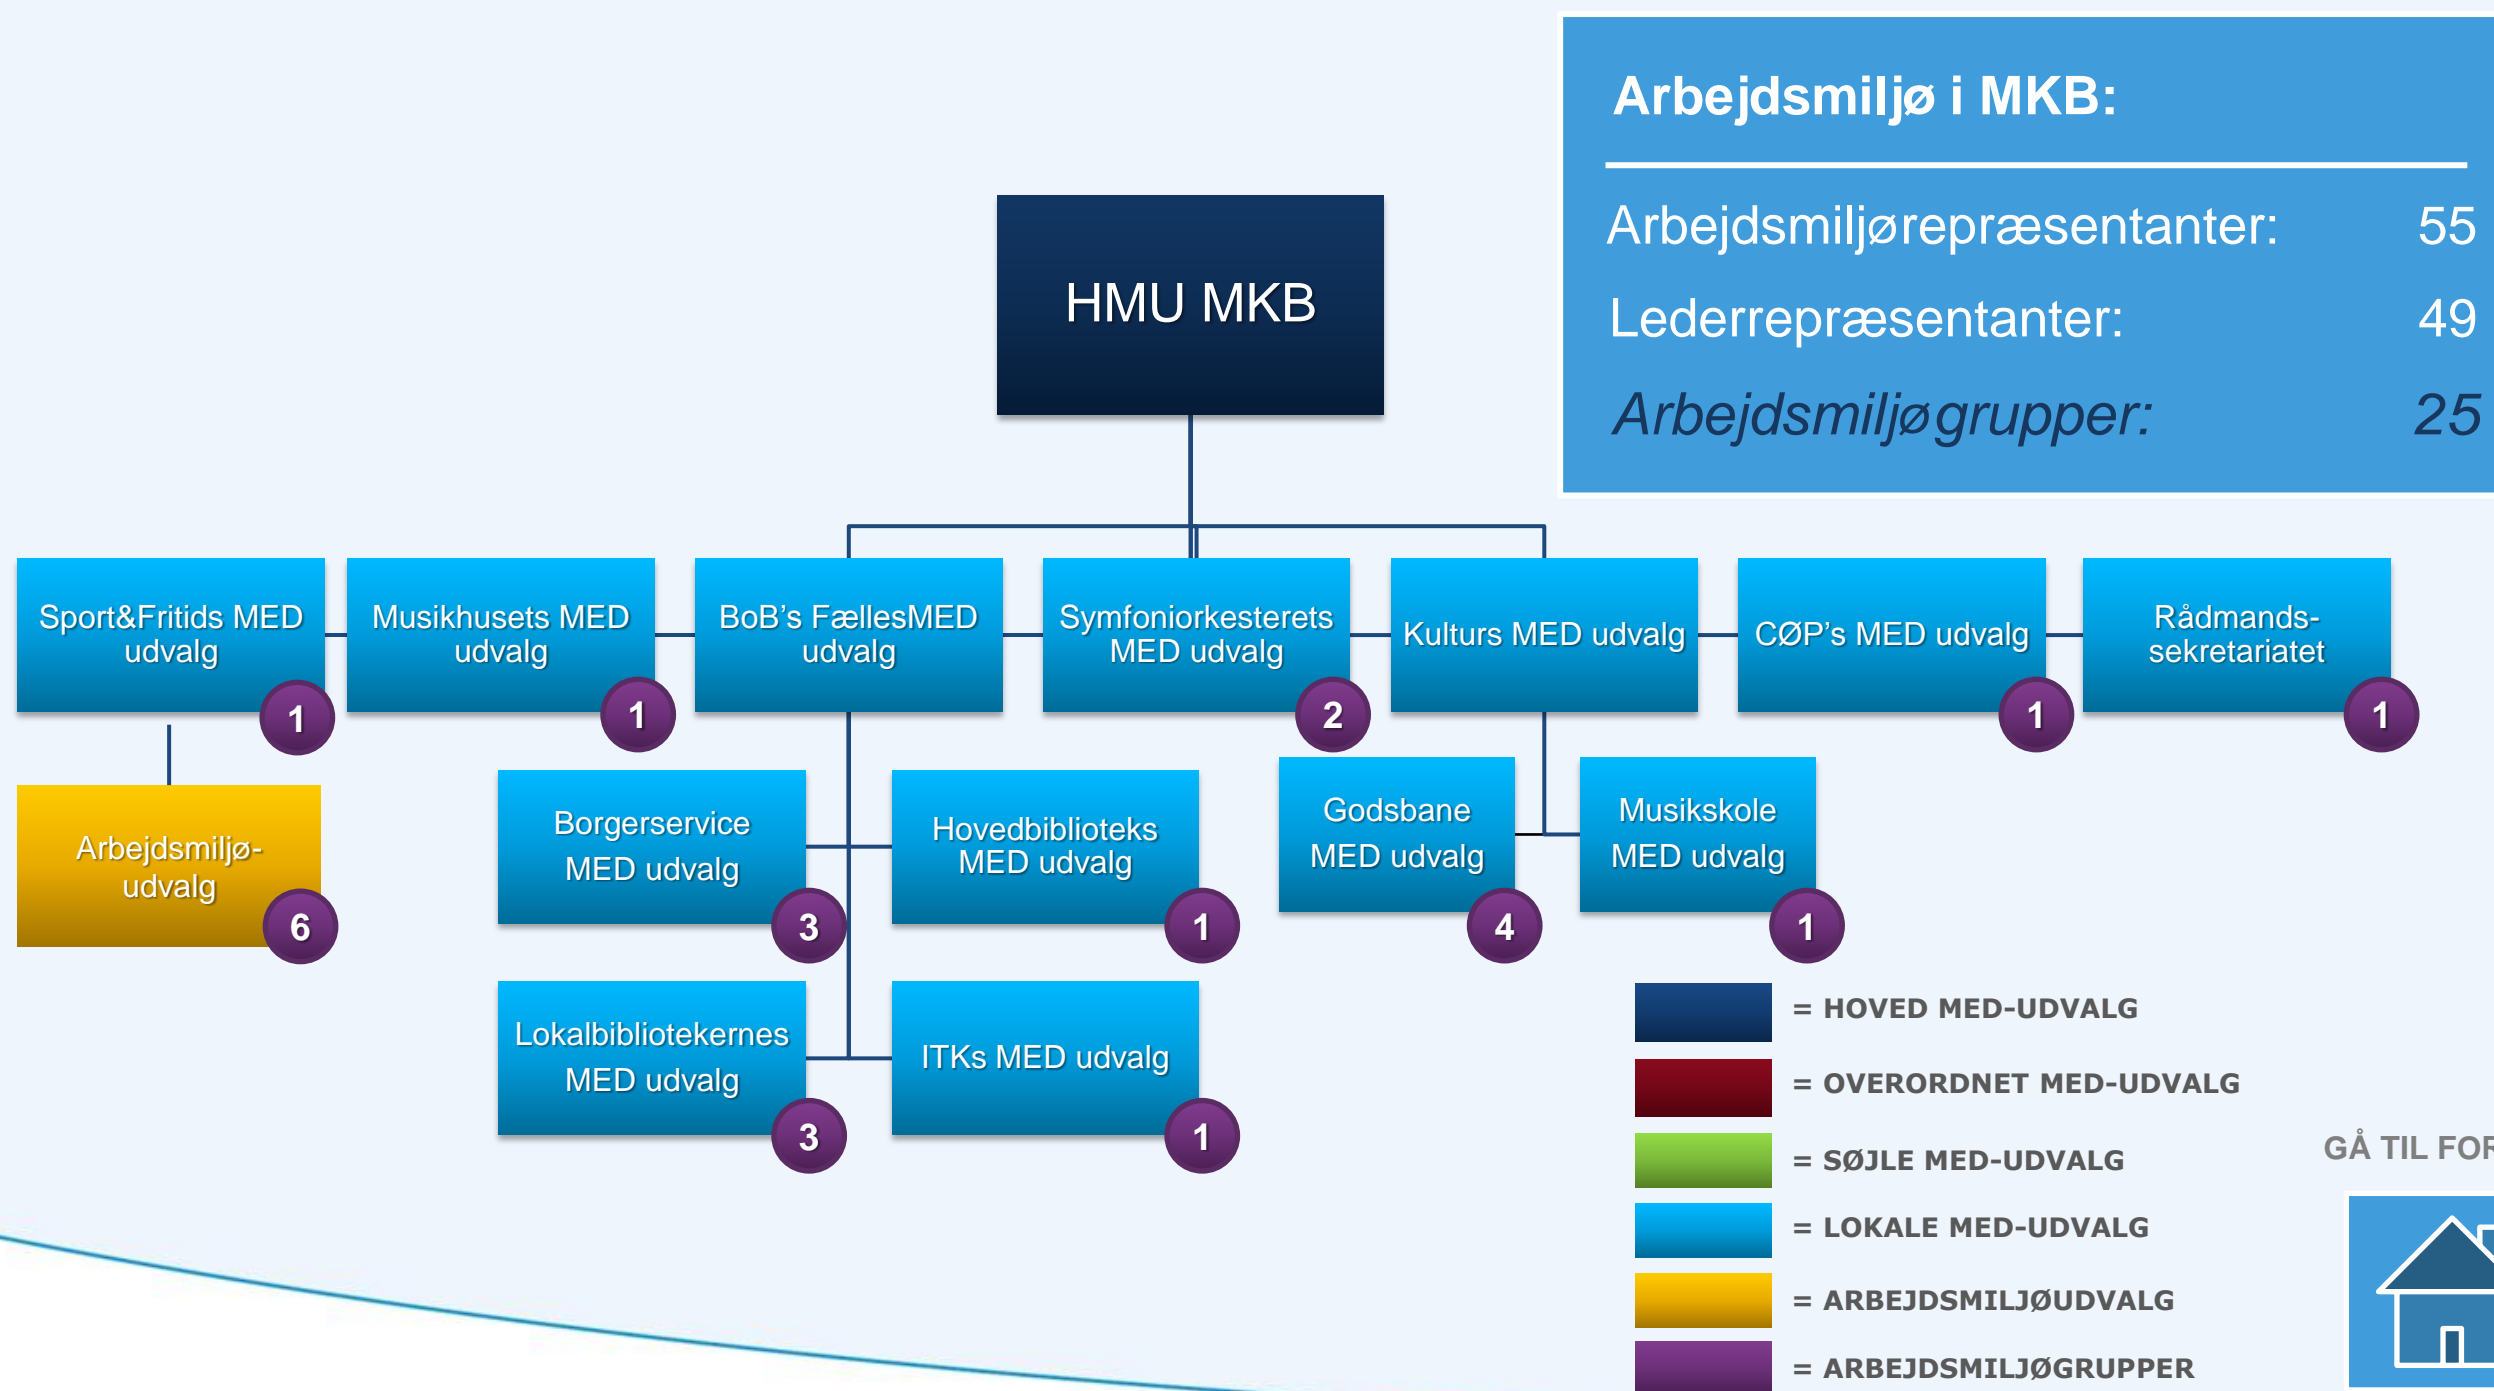 Arbejdsmiljø i MKB:
Arbejdsmiljørepræsentanter: 55
Lederrepræsentanter: 49
Arbejdsmiljøgrupper: 25
HMU MKB
Sport&Fritids MED
udvalg
1
Musikhusets MED
udvalg
1
BoB’s FællesMED
udvalg
Symfoniorkesterets
MED udvalg
2
Kulturs MED udvalg
CØP’s MED udvalg
1
Rådmands-
sekretariatet
1
Arbejdsmiljø-
udvalg
6
Borgerservice
MED udvalg
3
Hovedbiblioteks
MED udvalg
1
Godsbane
MED udvalg
4
Musikskole
MED udvalg
1
Lokalbibliotekernes
MED udvalg
3
ITKs MED udvalg
1
= HOVED MED-UDVALG
= OVERORDNET MED-UDVALG
= SØJLE MED-UDVALG
= LOKALE MED-UDVALG
= ARBEJDSMILJØUDVALG
= ARBEJDSMILJØGRUPPER
GÅ TIL